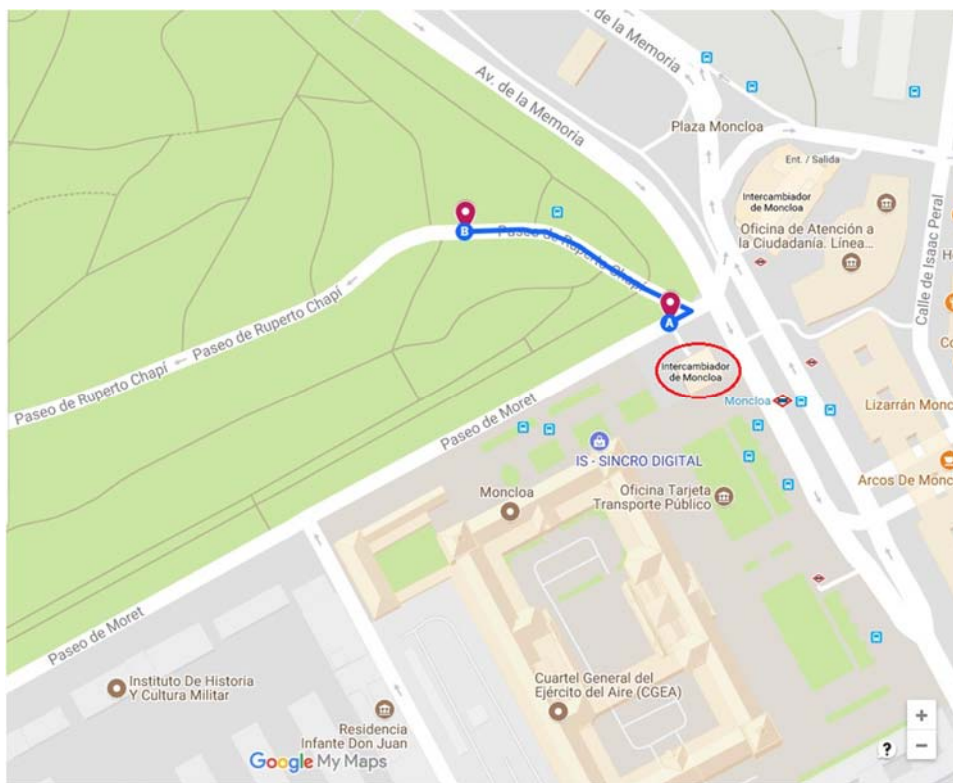 Av. de la Memoria
Av. de la Memoria
Plaza Moncloa
Ent. / Salida
Intercambiador
de Moncloa
Oficina de Atención a
la Ciudadanía. Línea...
Calle de Isaac Peral
B
Paseo de Ruperto Chapí
A
Paseo de Ruperto Chapí
Paseo de Ruperto Chapí
Intercambiador
de Moncloa
Moncloa
Lizarrán Monc
Paseo de Moret
IS - SINCRO DIGITAL
Arcos De Monc
Moncloa
Oficina Tarjeta
Transporte Público
Paseo de Moret
Instituto De Historia
Y Cultura Militar
Cuartel General del
Ejército del Aire (CGEA)
Residencia
Infante Don Juan
Google My Maps
+
?
−